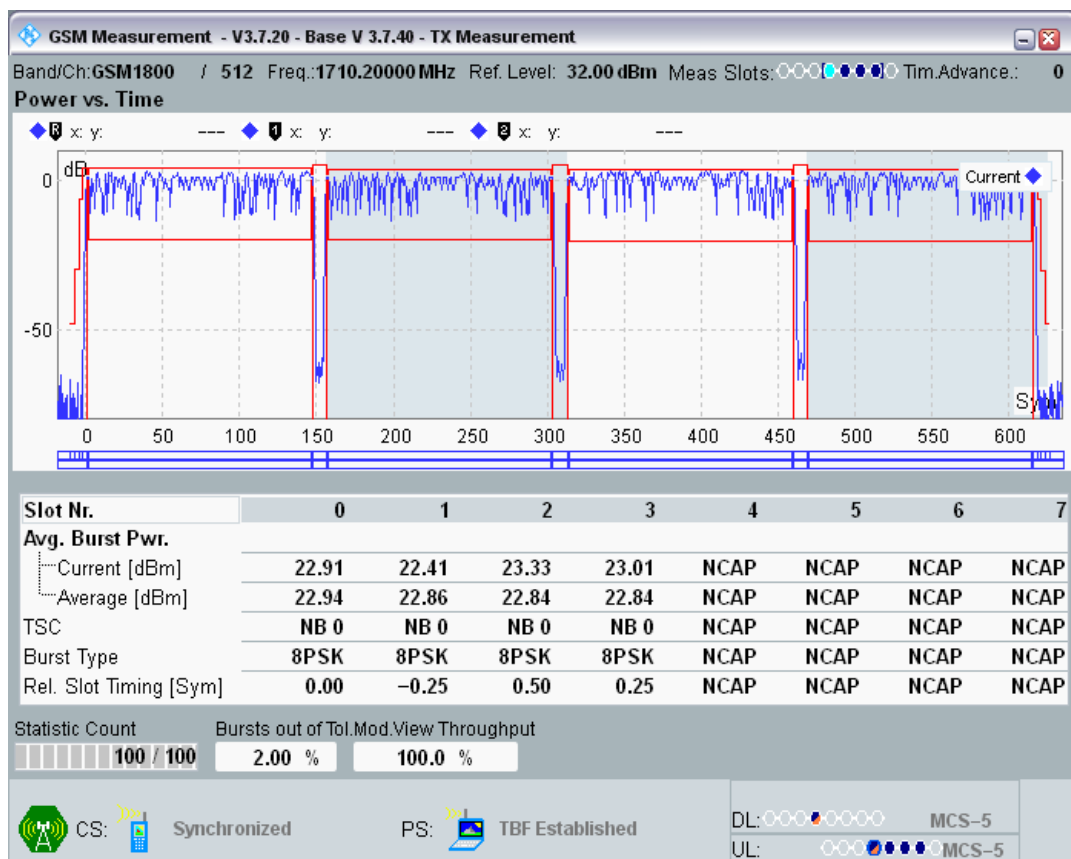 GSM Measurement - V3.7.20 - Base V 3.7.40 - TX Measurement
Band/Ch:GSM1800 / 512 Freq.:1710.20000 MHz Ref. Level: 32.00 dBm Meas Slots: Tim.Advance.: 0
Power vs. Time
R x: y: --- 1 x: y: --- 2 x: y: ---
dB
Current
0
-50
0 50 100 150 200 250 300 350 400 450 500 550 600
Slot Nr. 0 1 2 3 4 5 6 7
Avg. Burst Pwr.
Current [dBm] 22.91 22.41 23.33 23.01 NCAP NCAP NCAP NCAP
Average [dBm] 22.94 22.86 22.84 22.84 NCAP NCAP NCAP NCAP
TSC NB 0 NB 0 NB 0 NB 0 NCAP NCAP NCAP NCAP
Burst Type 8PSK 8PSK 8PSK 8PSK NCAP NCAP NCAP NCAP
Rel. Slot Timing [Sym] 0.00 −0.25 0.50 0.25 NCAP NCAP NCAP NCAP
Statistic Count Bursts out of Tol. Mod.View Throughput
100 / 100 2.00 % 100.0 %
CS: Synchronized PS: TBF Established DL: MCS−5
UL: MCS−5